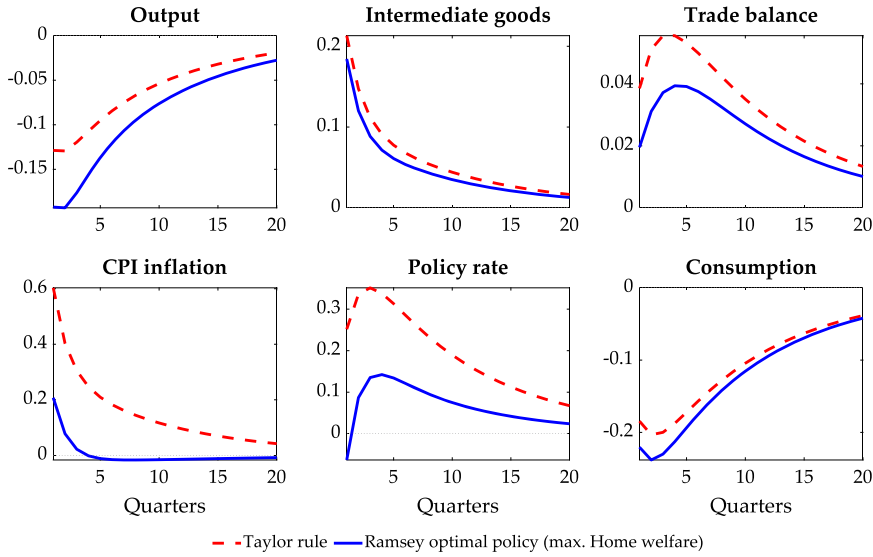 Output
Intermediate goods
Trade balance
0
-0.05
-0.1
-0.15
5 10 15 20
0.2
0.1
0
5 10 15 20
0.04
0.02
0
5 10 15 20
CPI inflation
Policy rate
Consumption
0.6
0.4
0.2
0
5 10 15 20
Quarters
0.3
0.2
0.1
0
5 10 15 20
Quarters
0
-0.1
-0.2
5 10 15 20
Quarters
Taylor rule Ramsey optimal policy (max. Home welfare)